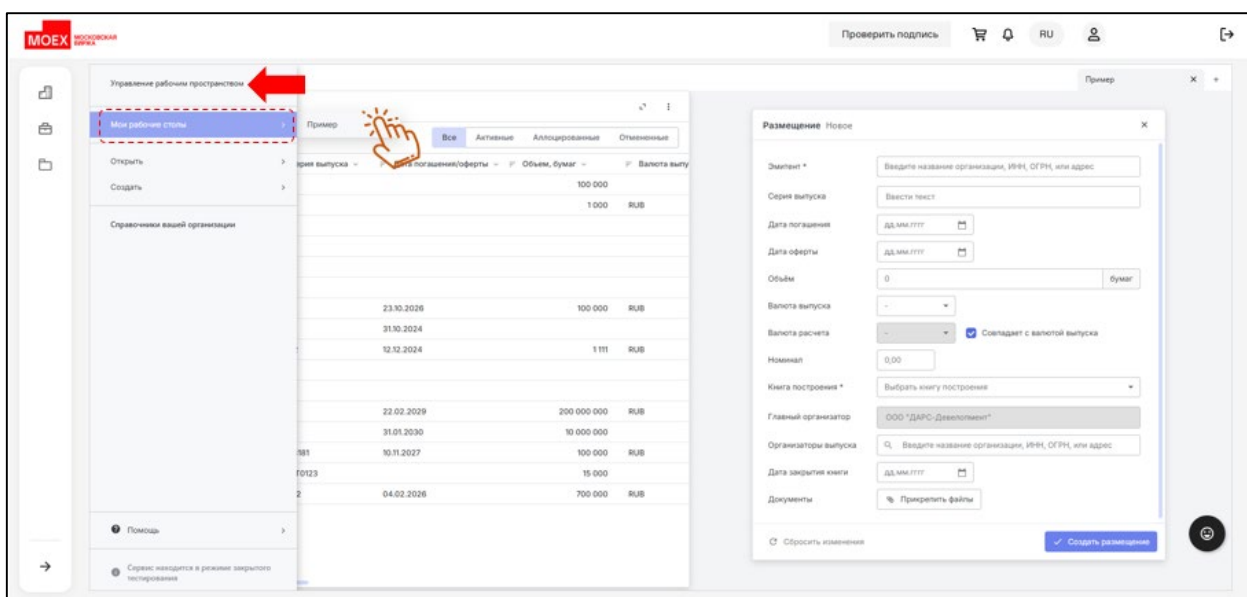 MOEX МОСКОВСКАЯ БИРЖА
Проверить подпись
RU
Управление рабочим пространством
Мои рабочие столы
Пример
Открыть
Создать
Справочники вашей организации
Помощь
Сервис находится в режиме закрытого
тестирования
Пример
Все Активные Аллоцированные Отмененные
ерия выпуска Дата погашения/оферты Объем, бумаг Валюта выпу
100 000
1 000 RUB
23.10.2026 100 000 RUB
31.10.2024
12.12.2024 1 111 RUB
22.02.2029 200 000 000 RUB
31.01.2030 10 000 000
181 10.11.2027 100 000 RUB
T0123 15 000
2 04.02.2026 700 000 RUB
Размещение Новое
Эмитент * Введите название организации, ИНН, ОГРН, или адрес
Серия выпуска Ввести текст
Дата погашения дд.мм.гггг
Дата оферты дд.мм.гггг
Объём 0 бумаг
Валюта выпуска -
Валюта расчета - Совпадает с валютой выпуска
Номинал 0,00
Книга построения * Выбрать книгу построения
Главный организатор ООО "ДАРС-Девелопмент"
Организаторы выпуска Введите название организации, ИНН, ОГРН, или адрес
Дата закрытия книги дд.мм.гггг
Документы Прикрепить файлы
Сбросить изменения Создать размещение